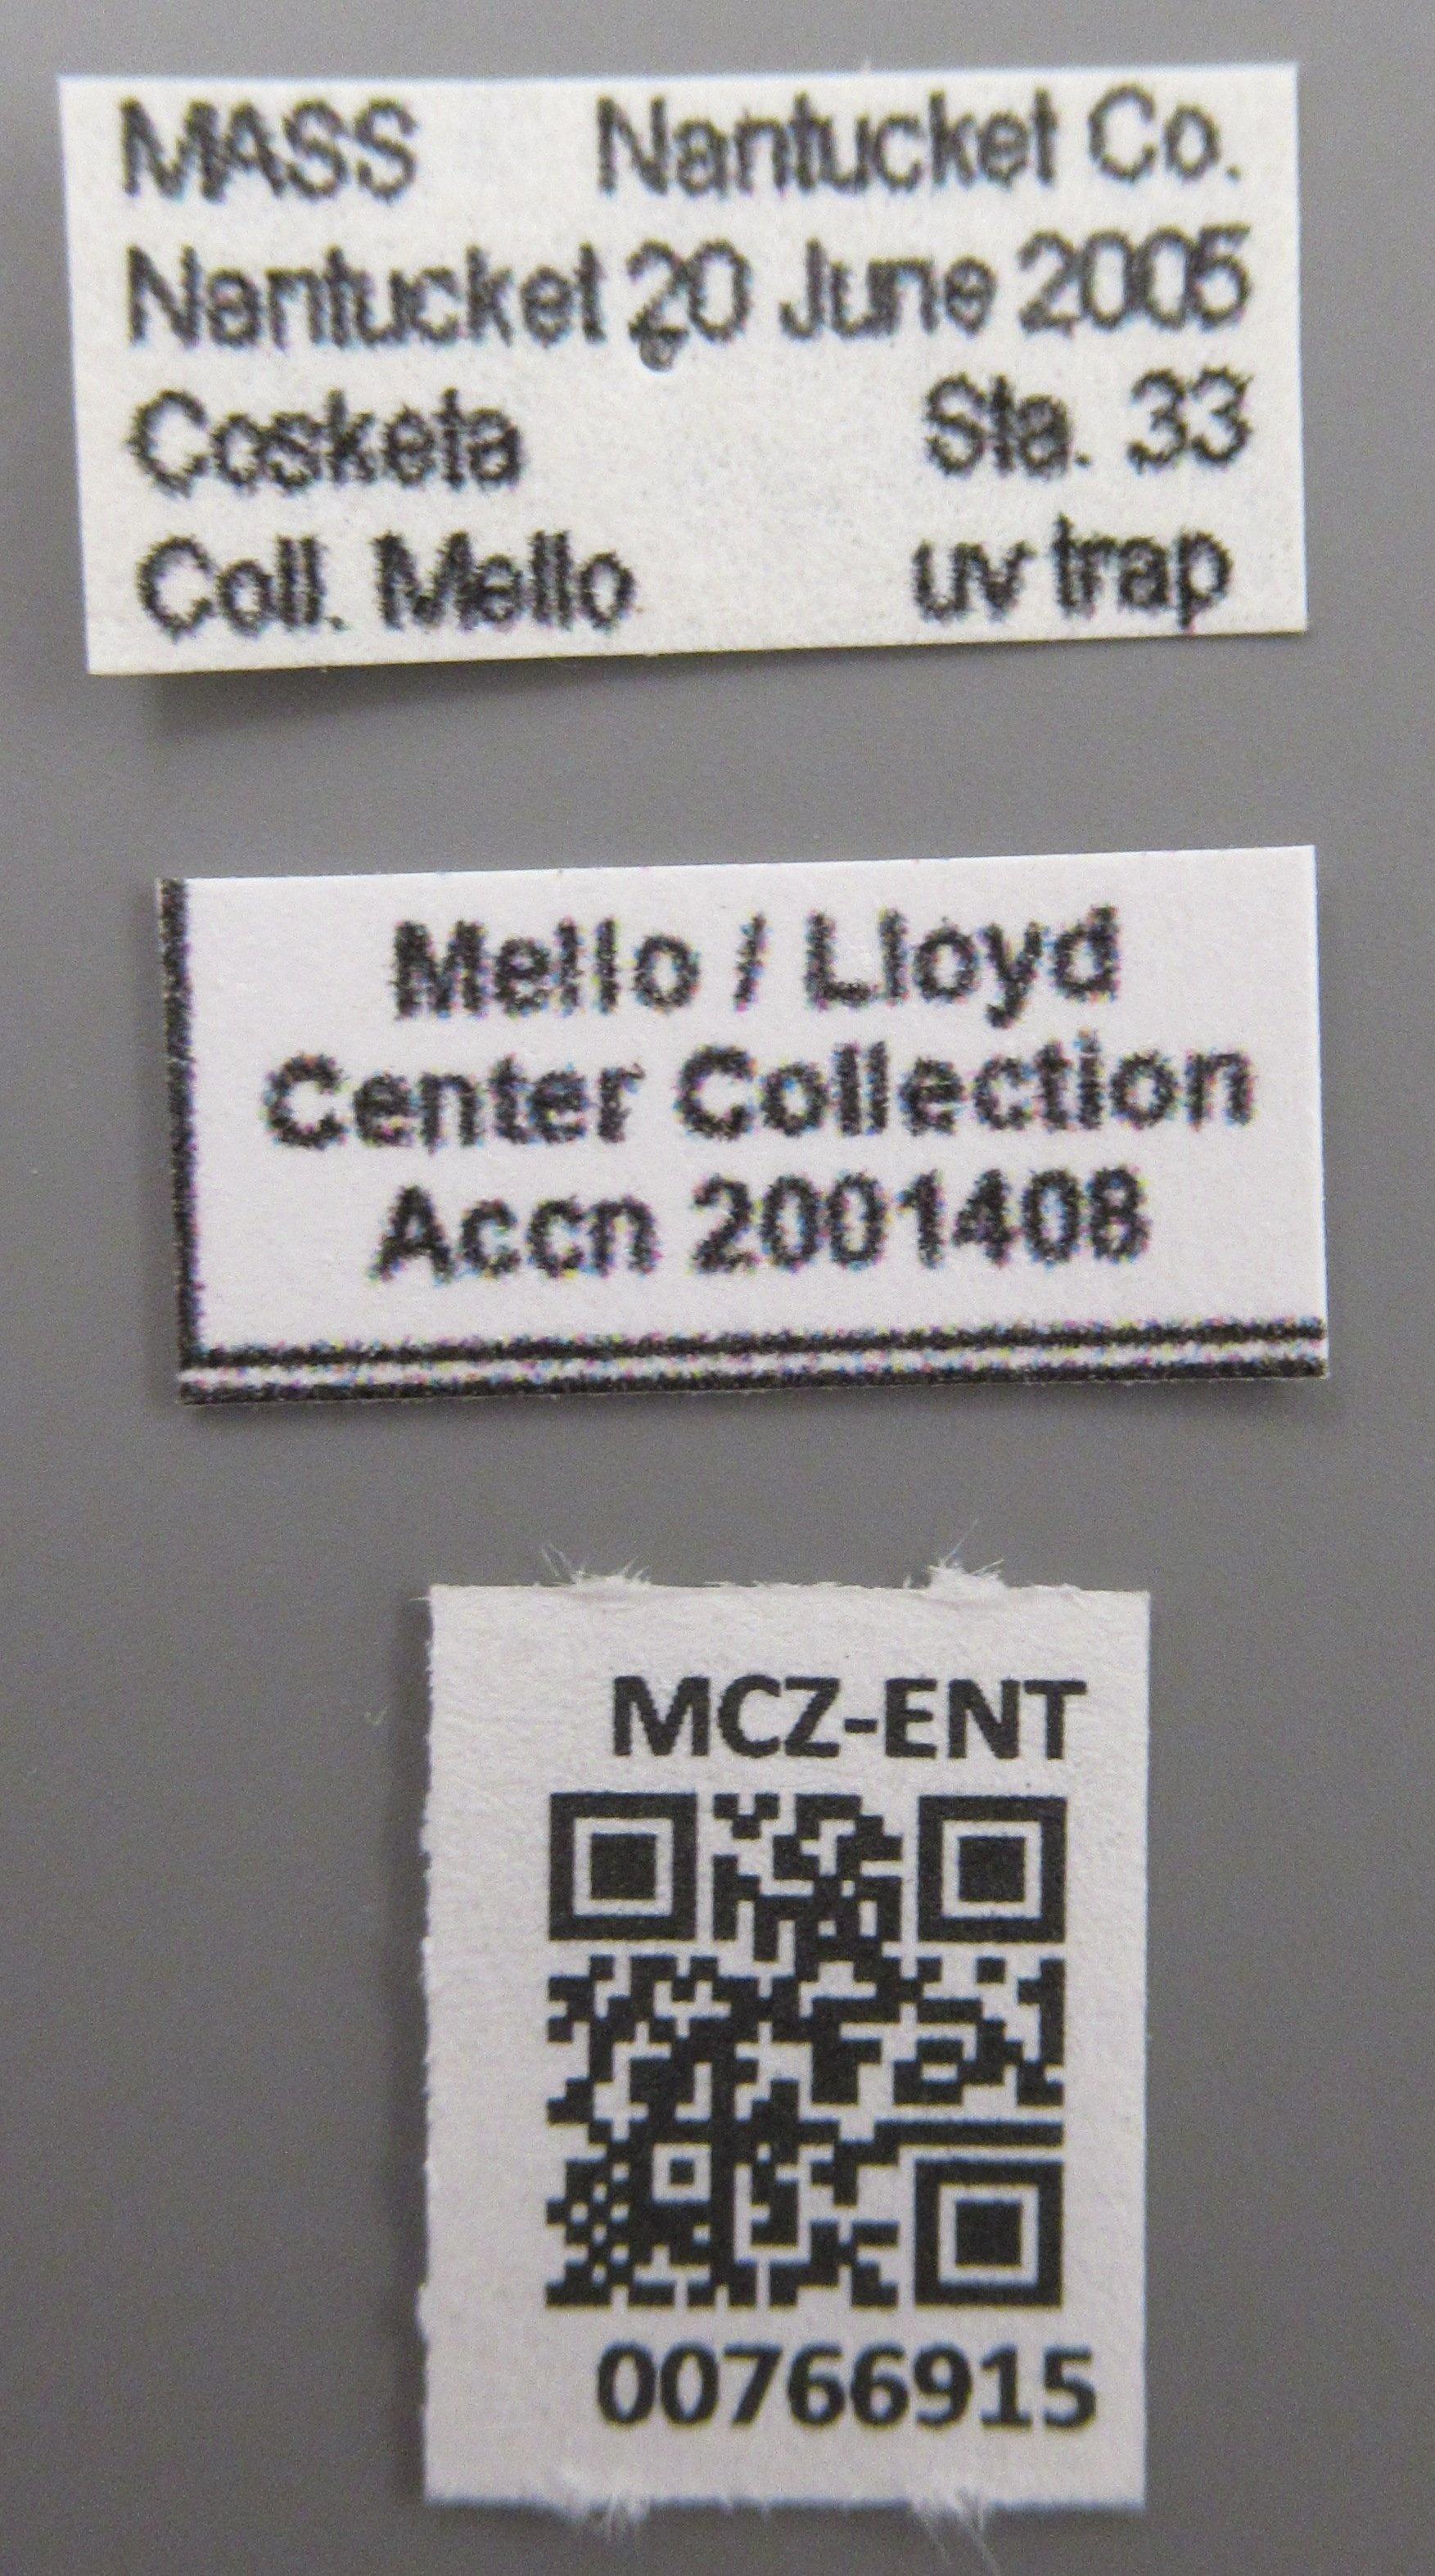 MASS Nantucket Co.
Nantucket 20 June 2005
Cosketa Sta. 33
Coll. Mello uv trap
Mello / Lloyd
Center Collection
Accn 2001408
MCZ-ENT
00766915